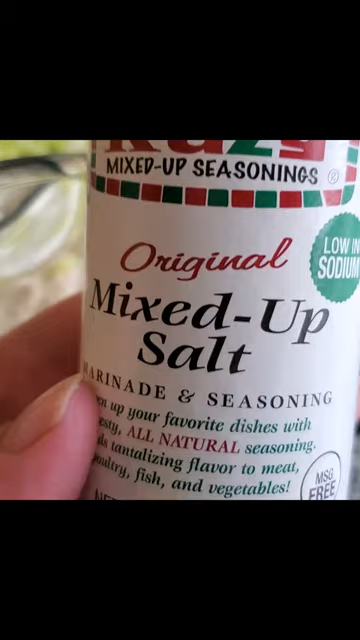 MIXED-UP SEASONINGS ®
Original
LOW IN
SODIUM
Mixed-Up
Salt
MARINADE & SEASONING
up your favorite dishes with
ALL NATURAL seasoning.
tantalizing flavor to meat,
poultry, fish, and vegetables!
MSG
FREE